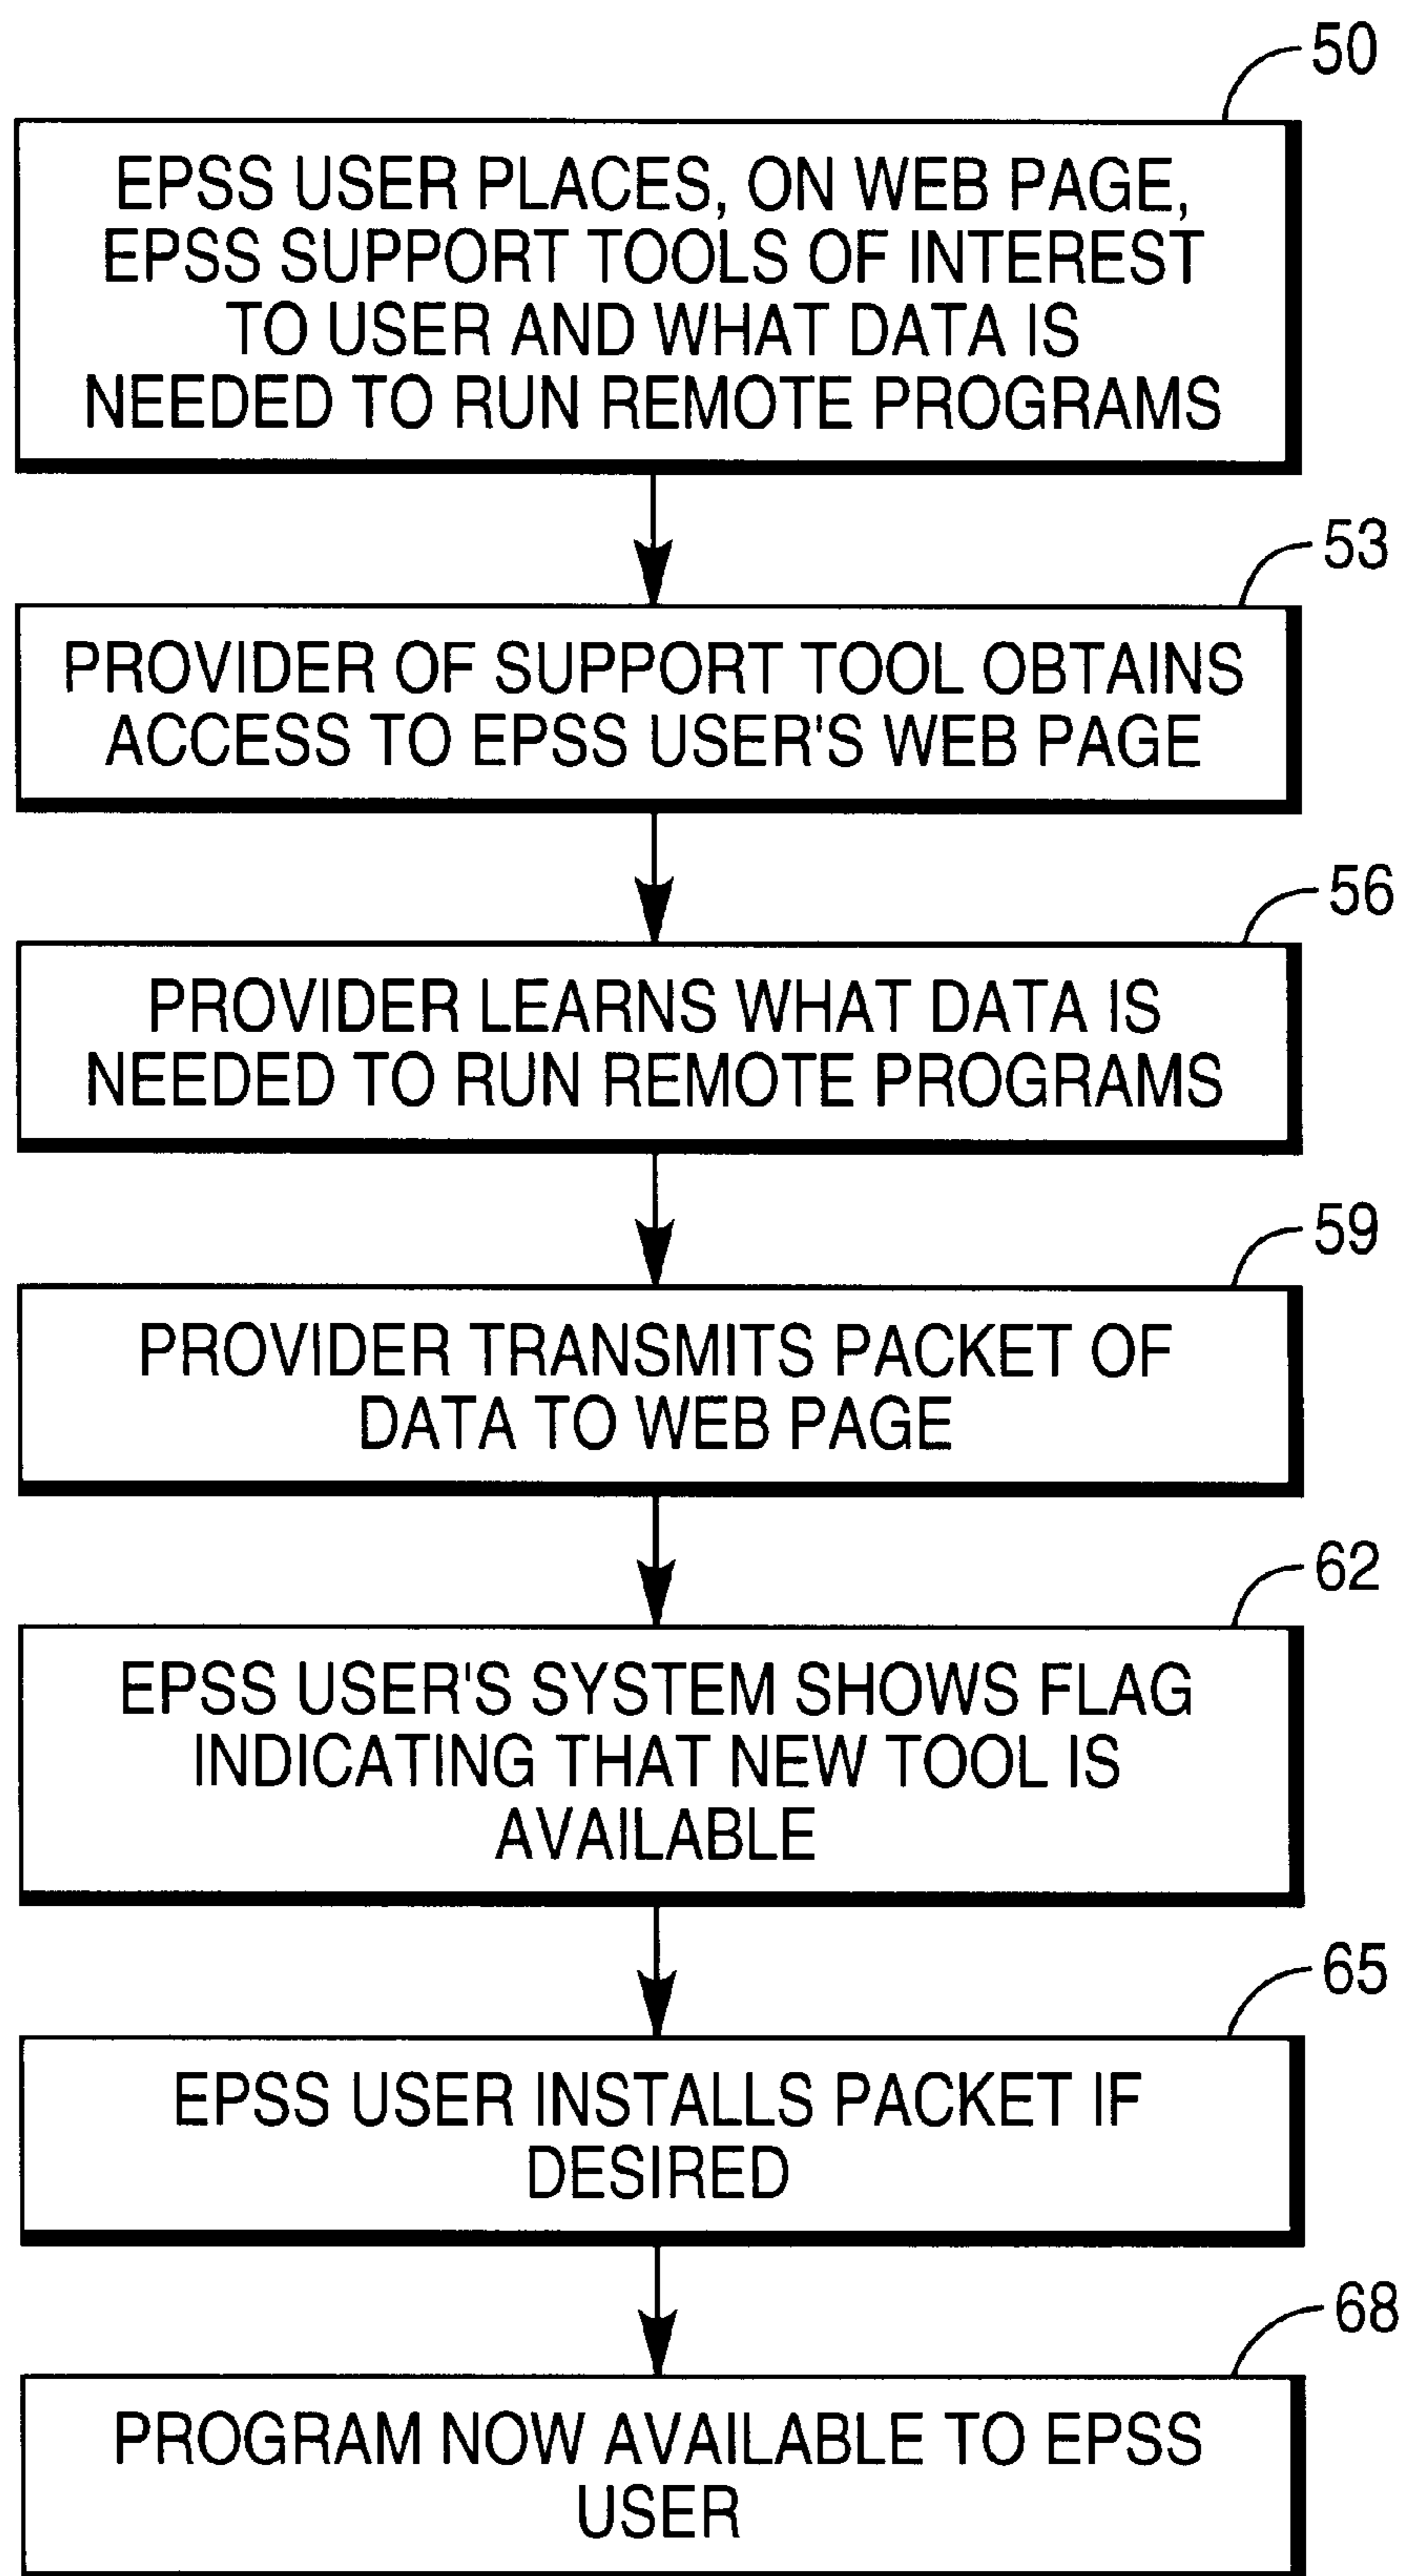 50
EPSS USER PLACES, ON WEB PAGE,
EPSS SUPPORT TOOLS OF INTEREST
TO USER AND WHAT DATA IS
NEEDED TO RUN REMOTE PROGRAMS
53
PROVIDER OF SUPPORT TOOL OBTAINS
ACCESS TO EPSS USER'S WEB PAGE
56
PROVIDER LEARNS WHAT DATA IS
NEEDED TO RUN REMOTE PROGRAMS
59
PROVIDER TRANSMITS PACKET OF
DATA TO WEB PAGE
62
EPSS USER'S SYSTEM SHOWS FLAG
INDICATING THAT NEW TOOL IS
AVAILABLE
65
EPSS USER INSTALLS PACKET IF
DESIRED
68
PROGRAM NOW AVAILABLE TO EPSS
USER